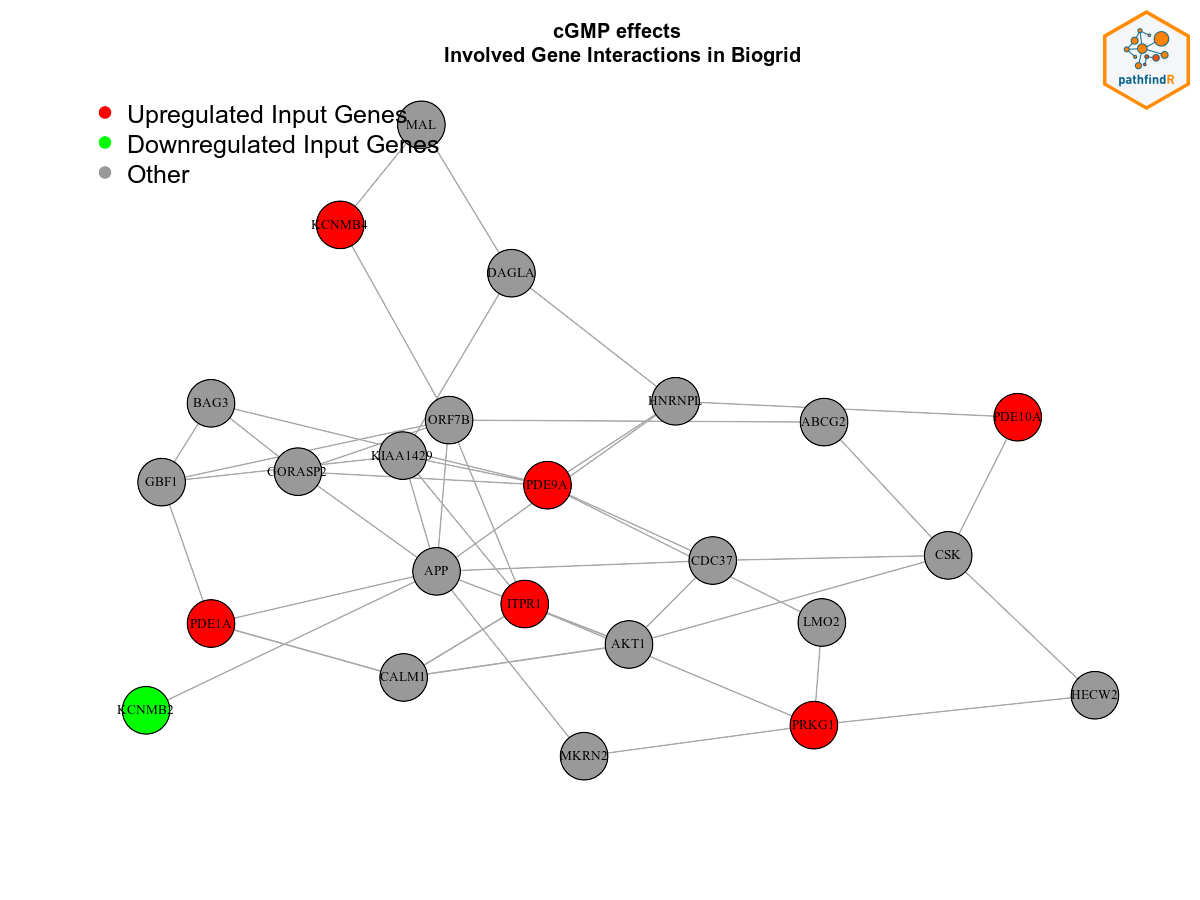 cGMP effects
Involved Gene Interactions in Biogrid
pathfindR
Upregulated Input Genes
Downregulated Input Genes
Other
MAL
KCNMB4
DAGLA
BAG3
HNRNPL
ORF7B
ABCG2
PDE10A
KIAA1429
GORASP2
GBF1
PDE9A
CSK
CDC37
APP
ITPR1
PDE1A
LMO2
AKT1
CALM1
HECW2
KCNMB2
PRKG1
MKRN2